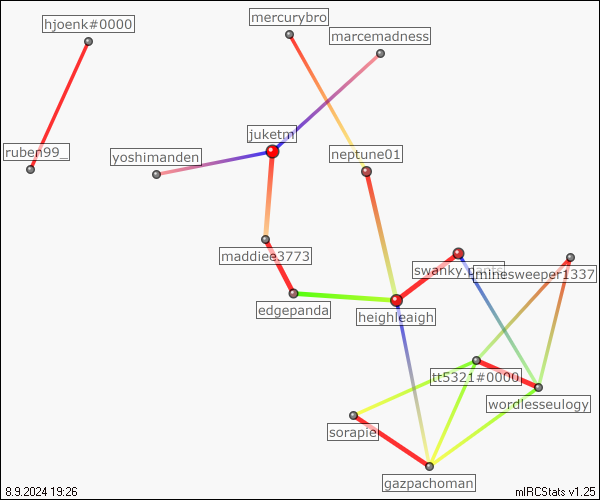 hjoenk#0000
mercurybro
marcemadness
juketm
ruben99_
yoshimanden
neptune01
maddiee3773
swanky.pants
minesweeper1337
edgepanda
heighleaigh
tt5321#0000
wordlesseulogy
sorapie
gazpachoman
8.9.2024 19:26
mIRCStats v1.25